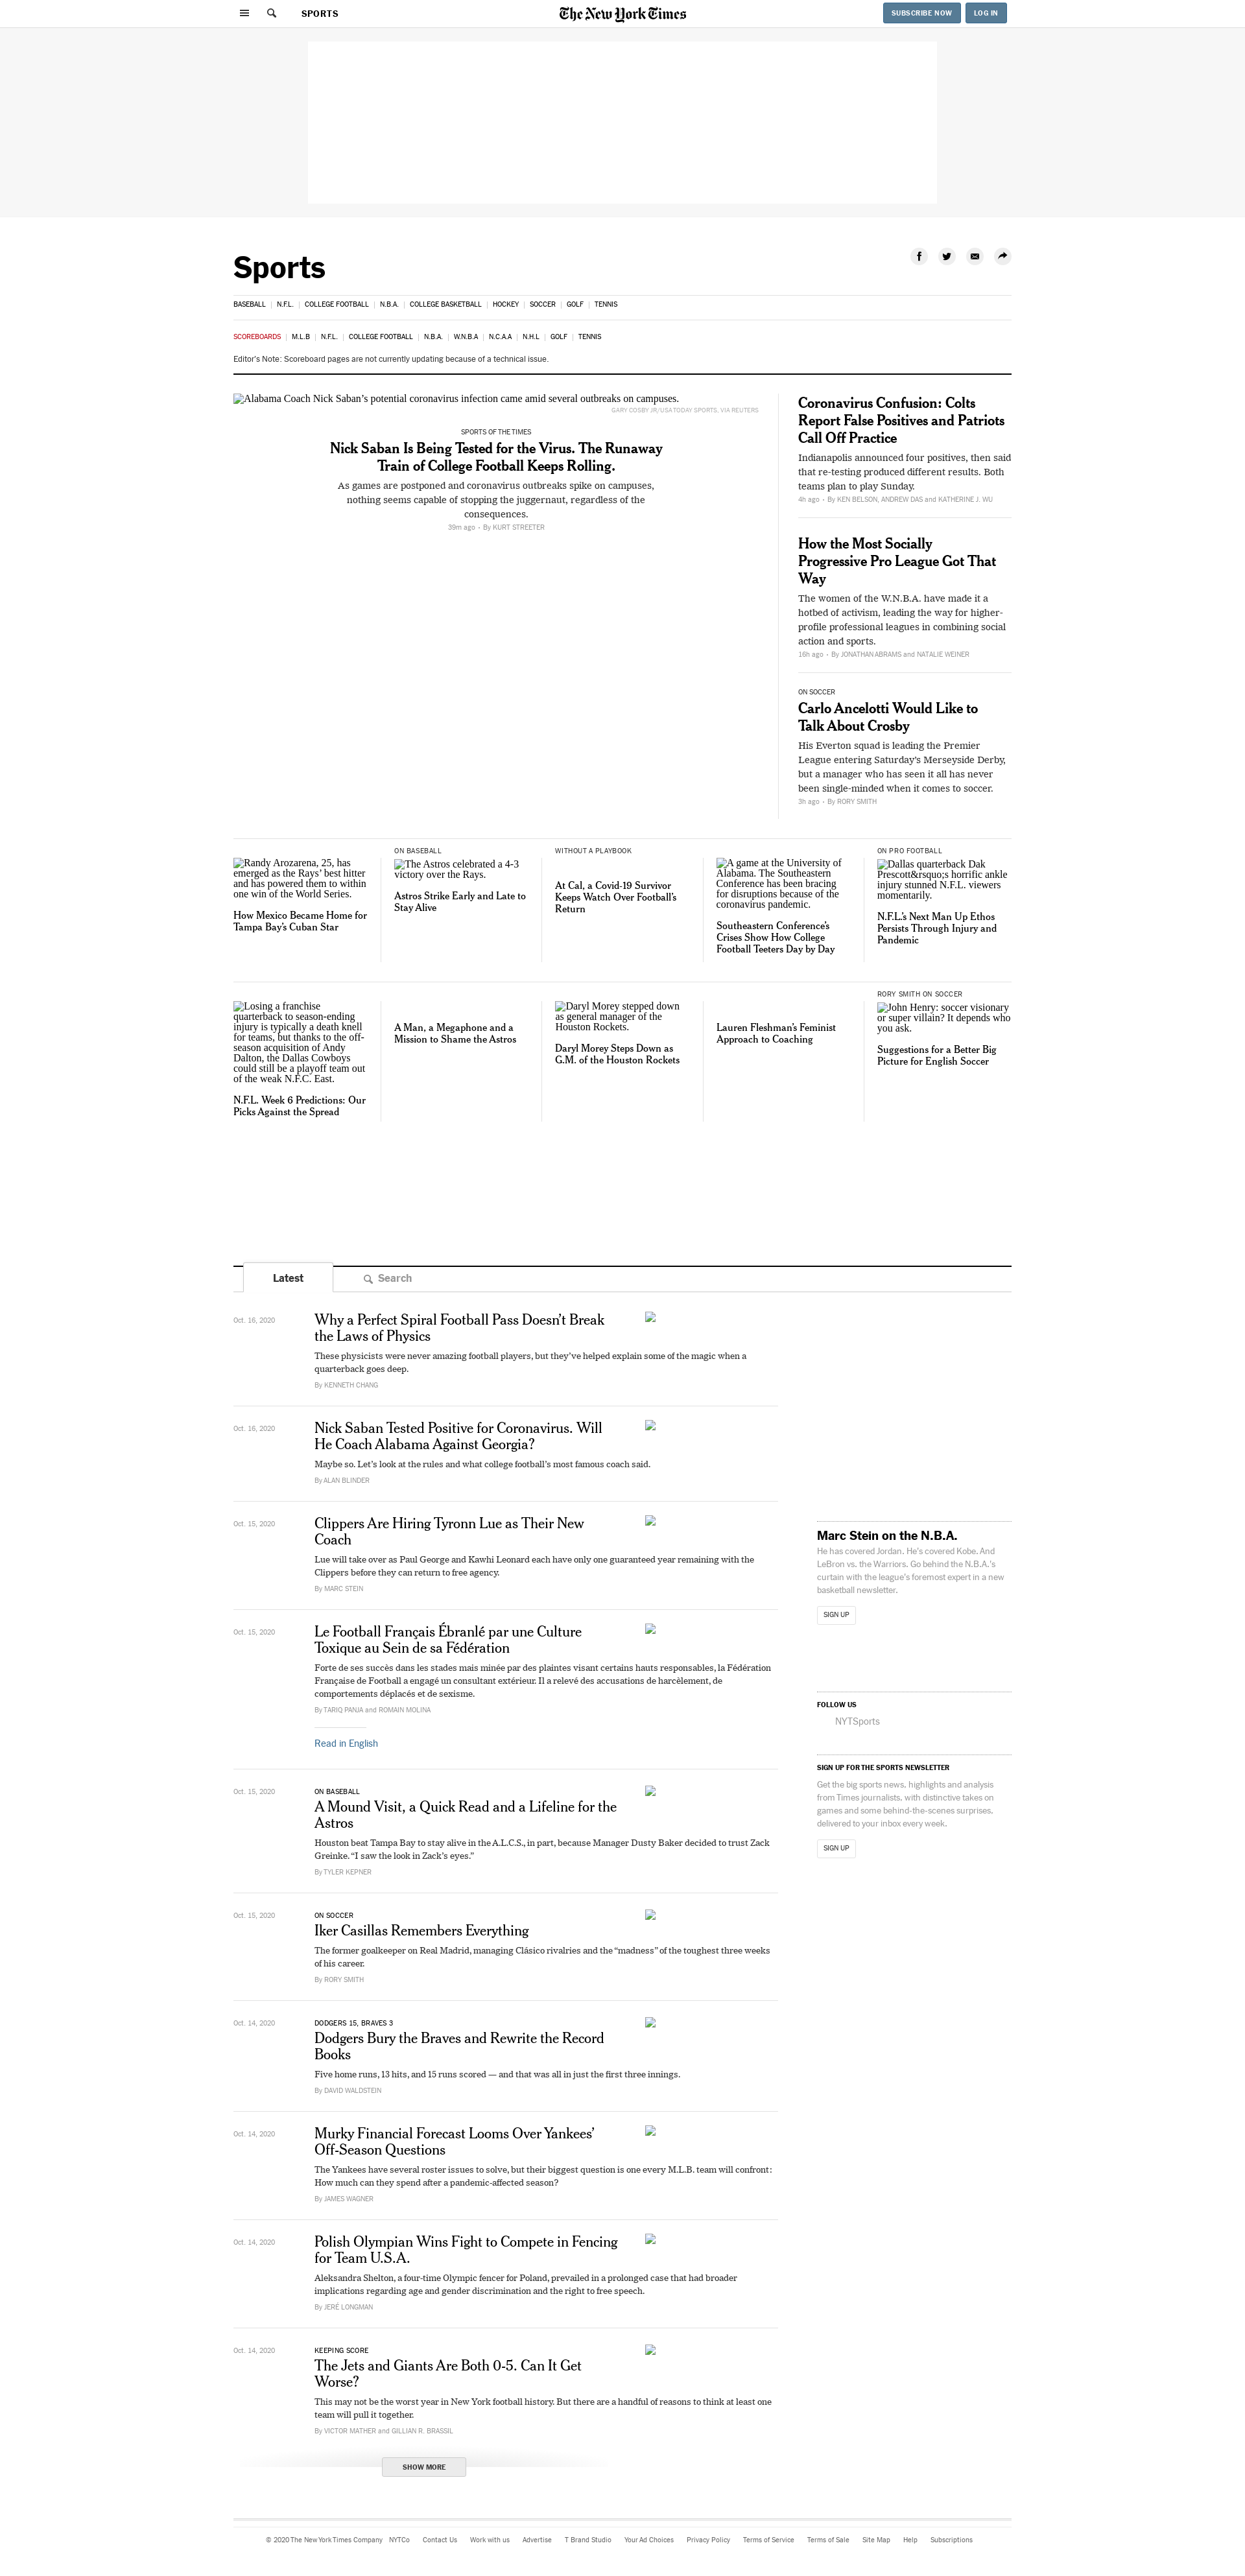 SPORTS
The New York Times
SUBSCRIBE NOW
LOG IN
Sports
BASEBALL
N.F.L.
COLLEGE FOOTBALL
N.B.A.
COLLEGE BASKETBALL
HOCKEY
SOCCER
GOLF
TENNIS
SCOREBOARDS
M.L.B
N.F.L.
COLLEGE FOOTBALL
N.B.A.
W.N.B.A
N.C.A.A
N.H.L
GOLF
TENNIS
Editor's Note: Scoreboard pages are not currently updating because of a technical issue.
Alabama Coach Nick Saban’s potential coronavirus infection came amid several outbreaks on campuses.
GARY COSBY JR/USA TODAY SPORTS, VIA REUTERS
SPORTS OF THE TIMES
Nick Saban Is Being Tested for the Virus. The Runaway
Train of College Football Keeps Rolling.
As games are postponed and coronavirus outbreaks spike on campuses,
nothing seems capable of stopping the juggernaut, regardless of the
consequences.
39m ago • By KURT STREETER
Coronavirus Confusion: Colts
Report False Positives and Patriots
Call Off Practice
Indianapolis announced four positives, then said
that re-testing produced different results. Both
teams plan to play Sunday.
4h ago • By KEN BELSON, ANDREW DAS and KATHERINE J. WU
How the Most Socially
Progressive Pro League Got That
Way
The women of the W.N.B.A. have made it a
hotbed of activism, leading the way for higher-
profile professional leagues in combining social
action and sports.
16h ago • By JONATHAN ABRAMS and NATALIE WEINER
ON SOCCER
Carlo Ancelotti Would Like to
Talk About Crosby
His Everton squad is leading the Premier
League entering Saturday’s Merseyside Derby,
but a manager who has seen it all has never
been single-minded when it comes to soccer.
3h ago • By RORY SMITH
Randy Arozarena, 25, has
emerged as the Rays’ best hitter
and has powered them to within
one win of the World Series.
How Mexico Became Home for
Tampa Bay’s Cuban Star
ON BASEBALL
The Astros celebrated a 4-3
victory over the Rays.
Astros Strike Early and Late to
Stay Alive
WITHOUT A PLAYBOOK
At Cal, a Covid-19 Survivor
Keeps Watch Over Football’s
Return
A game at the University of
Alabama. The Southeastern
Conference has been bracing
for disruptions because of the
coronavirus pandemic.
Southeastern Conference’s
Crises Show How College
Football Teeters Day by Day
ON PRO FOOTBALL
Dallas quarterback Dak
Prescott&rsquo;s horrific ankle
injury stunned N.F.L. viewers
momentarily.
N.F.L.’s Next Man Up Ethos
Persists Through Injury and
Pandemic
Losing a franchise
quarterback to season-ending
injury is typically a death knell
for teams, but thanks to the off-
season acquisition of Andy
Dalton, the Dallas Cowboys
could still be a playoff team out
of the weak N.F.C. East.
N.F.L. Week 6 Predictions: Our
Picks Against the Spread
A Man, a Megaphone and a
Mission to Shame the Astros
Daryl Morey stepped down
as general manager of the
Houston Rockets.
Daryl Morey Steps Down as
G.M. of the Houston Rockets
Lauren Fleshman’s Feminist
Approach to Coaching
RORY SMITH ON SOCCER
John Henry: soccer visionary
or super villain? It depends who
you ask.
Suggestions for a Better Big
Picture for English Soccer
Latest
Search
Oct. 16, 2020
Why a Perfect Spiral Football Pass Doesn’t Break
the Laws of Physics
These physicists were never amazing football players, but they’ve helped explain some of the magic when a
quarterback goes deep.
By KENNETH CHANG
Oct. 16, 2020
Nick Saban Tested Positive for Coronavirus. Will
He Coach Alabama Against Georgia?
Maybe so. Let’s look at the rules and what college football’s most famous coach said.
By ALAN BLINDER
Oct. 15, 2020
Clippers Are Hiring Tyronn Lue as Their New
Coach
Lue will take over as Paul George and Kawhi Leonard each have only one guaranteed year remaining with the
Clippers before they can return to free agency.
By MARC STEIN
Oct. 15, 2020
Le Football Français Ébranlé par une Culture
Toxique au Sein de sa Fédération
Forte de ses succès dans les stades mais minée par des plaintes visant certains hauts responsables, la Fédération
Française de Football a engagé un consultant extérieur. Il a relevé des accusations de harcèlement, de
comportements déplacés et de sexisme.
By TARIQ PANJA and ROMAIN MOLINA
Read in English
Oct. 15, 2020
ON BASEBALL
A Mound Visit, a Quick Read and a Lifeline for the
Astros
Houston beat Tampa Bay to stay alive in the A.L.C.S., in part, because Manager Dusty Baker decided to trust Zack
Greinke. “I saw the look in Zack’s eyes.”
By TYLER KEPNER
Oct. 15, 2020
ON SOCCER
Iker Casillas Remembers Everything
The former goalkeeper on Real Madrid, managing Clásico rivalries and the “madness” of the toughest three weeks
of his career.
By RORY SMITH
Oct. 14, 2020
DODGERS 15, BRAVES 3
Dodgers Bury the Braves and Rewrite the Record
Books
Five home runs, 13 hits, and 15 runs scored — and that was all in just the first three innings.
By DAVID WALDSTEIN
Oct. 14, 2020
Murky Financial Forecast Looms Over Yankees’
Off-Season Questions
The Yankees have several roster issues to solve, but their biggest question is one every M.L.B. team will confront:
How much can they spend after a pandemic-affected season?
By JAMES WAGNER
Oct. 14, 2020
Polish Olympian Wins Fight to Compete in Fencing
for Team U.S.A.
Aleksandra Shelton, a four-time Olympic fencer for Poland, prevailed in a prolonged case that had broader
implications regarding age and gender discrimination and the right to free speech.
By JERÉ LONGMAN
Oct. 14, 2020
KEEPING SCORE
The Jets and Giants Are Both 0-5. Can It Get
Worse?
This may not be the worst year in New York football history. But there are a handful of reasons to think at least one
team will pull it together.
By VICTOR MATHER and GILLIAN R. BRASSIL
SHOW MORE
Marc Stein on the N.B.A.
He has covered Jordan. He’s covered Kobe. And
LeBron vs. the Warriors. Go behind the N.B.A.’s
curtain with the league’s foremost expert in a new
basketball newsletter.
SIGN UP
FOLLOW US
NYTSports
SIGN UP FOR THE SPORTS NEWSLETTER
Get the big sports news, highlights and analysis
from Times journalists, with distinctive takes on
games and some behind-the-scenes surprises,
delivered to your inbox every week.
SIGN UP
© 2020 The New York Times Company
NYTCo
Contact Us
Work with us
Advertise
T Brand Studio
Your Ad Choices
Privacy Policy
Terms of Service
Terms of Sale
Site Map
Help
Subscriptions